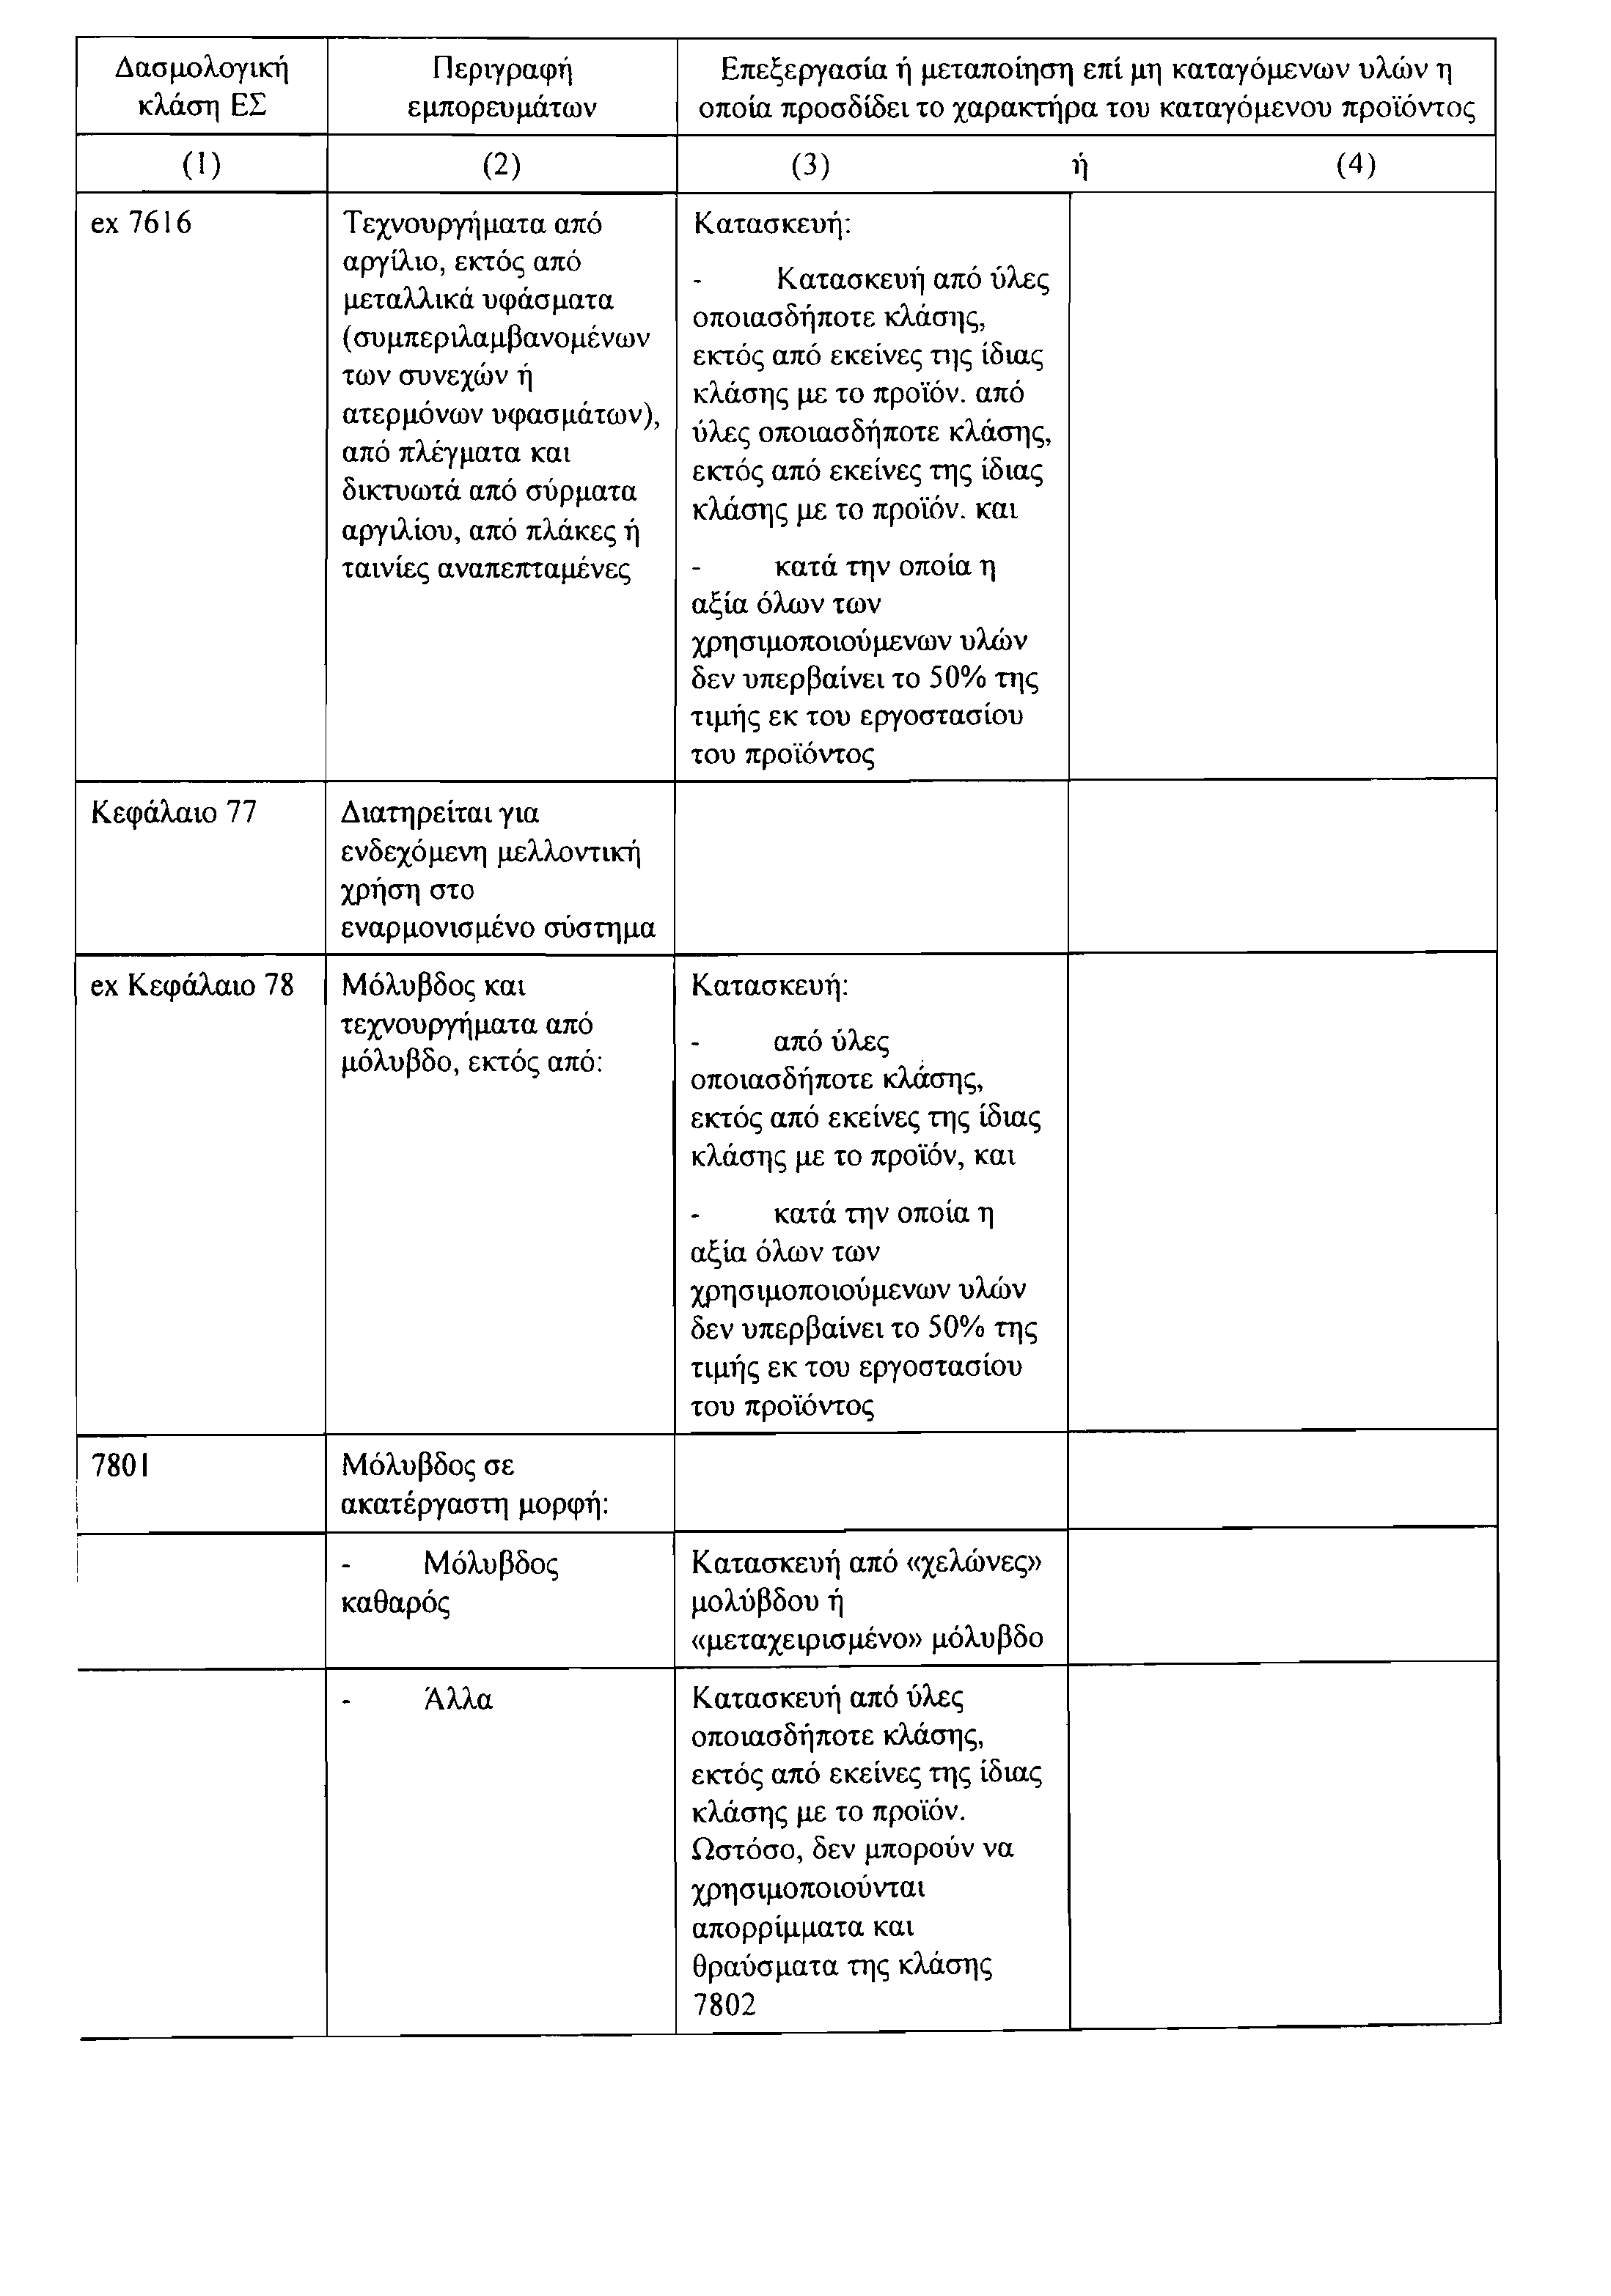 Δασμολογική
κλάση ΕΣ
Περιγραφή
εμπορευμάτων
Επεξεργασία ή μεταποίηση επί μη καταγόμενων υλών η
οποία προσδίδει το χαρακτήρα του καταγόμενου προϊόντος
(1)
(2)
(3) ή (4)
ex 7616
Τεχνουργήματα από
αργίλιο, εκτός από
μεταλλικά υφάσματα
(συμπεριλαμβανομένων
των συνεχών ή
ατερμόνων υφασμάτων),
από πλέγματα και
δικτυωτά από σύρματα
αργιλίου, από πλάκες ή
ταινίες αναπεπταμένες
Κατασκευή:
- Κατασκευή από ύλες
οποιασδήποτε κλάσης,
εκτός από εκείνες της ίδιας
κλάσης με το προϊόν. από
ύλες οποιασδήποτε κλάσης,
εκτός από εκείνες της ίδιας
κλάσης με το προϊόν. και
- κατά την οποία η
αξία όλων των
χρησιμοποιούμενων υλών
δεν υπερβαίνει το 50% της
τιμής εκ του εργοστασίου
του προϊόντος
Κεφάλαιο 77
Διατηρείται για
ενδεχόμενη μελλοντική
χρήση στο
εναρμονισμένο σύστημα
ex Κεφάλαιο 78
Μόλυβδος και
τεχνουργήματα από
μόλυβδο, εκτός από:
Κατασκευή:
- από ύλες
οποιασδήποτε κλάσης,
εκτός από εκείνες της ίδιας
κλάσης με το προϊόν, και
- κατά την οποία η
αξία όλων των
χρησιμοποιούμενων υλών
δεν υπερβαίνει το 50% της
τιμής εκ του εργοστασίου
του προϊόντος
7801
Μόλυβδος σε
ακατέργαστη μορφή:
- Μόλυβδος
καθαρός
Κατασκευή από «χελώνες»
μολύβδου ή
«μεταχειρισμένο» μόλυβδο
- Άλλα
Κατασκευή από ύλες
οποιασδήποτε κλάσης,
εκτός από εκείνες της ίδιας
κλάσης με το προϊόν.
Ωστόσο, δεν μπορούν να
χρησιμοποιούνται
απορρίμματα και
θραύσματα της κλάσης
7802